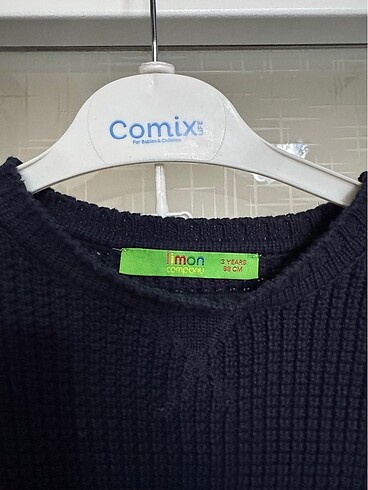 Comix
For Babies & Children
limon
company
3 YEARS
98 CM